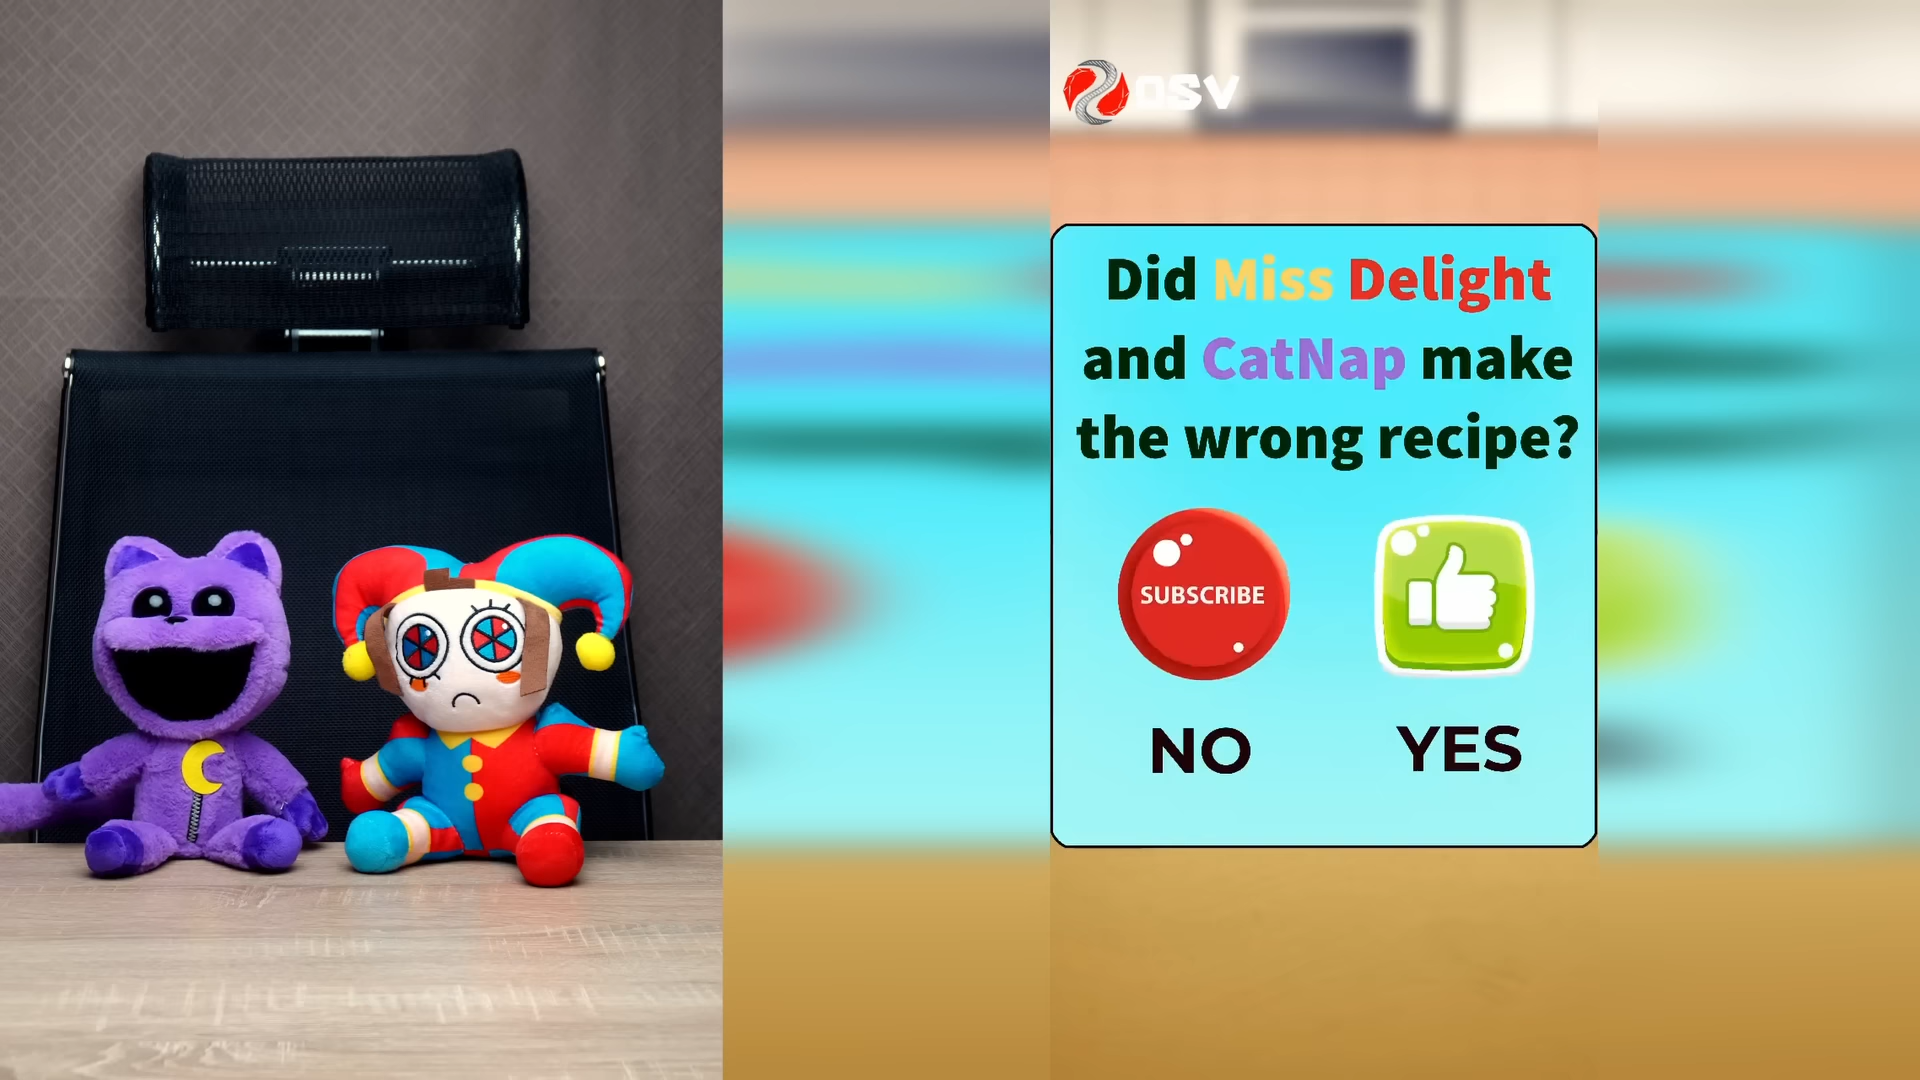 DSV
Did Miss Delight
and CatNap make
the wrong recipe?
SUBSCRIBE
NO
YES